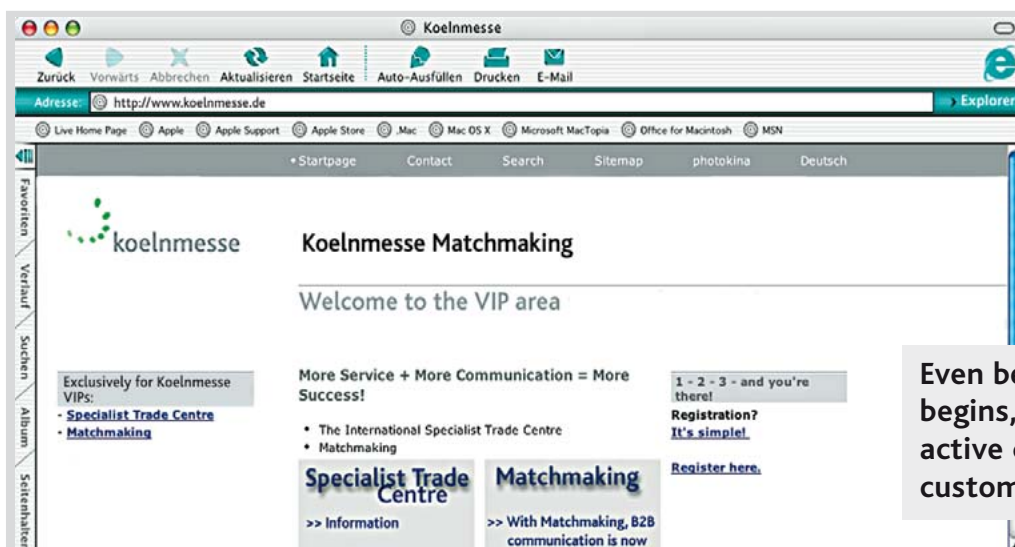 Koelnmesse
Zurück Vorwärts Abbrechen Aktualisieren Startseite Auto-Ausfüllen Drucken E-Mail
Adresse: http://www.koelnmesse.de Explorer
Live Home Page Apple Apple Support Apple Store .Mac Mac OS X Microsoft MacTopia Office for Macintosh MSN
• Startpage Contact Search Sitemap photokina Deutsch
Favoriten
Verlauf
Suchen
Album
Seitenhalter
koelnmesse
Koelnmesse Matchmaking
Welcome to the VIP area
Exclusively for Koelnmesse
VIPs:
- Specialist Trade Centre
- Matchmaking
More Service + More Communication = More
Success!
• The International Specialist Trade Centre
• Matchmaking
Specialist Trade
Centre
>> Information
Matchmaking
>> With Matchmaking, B2B
communication is now
1 - 2 - 3 - and you're
there!
Registration?
It's simple!
Register here.
Even
begins,
active